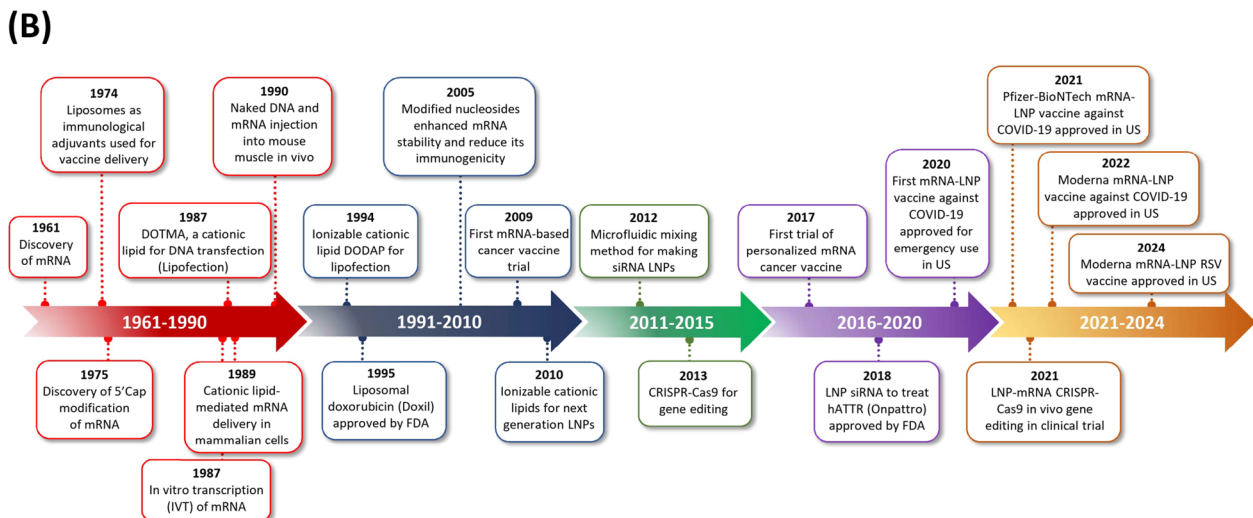 (B)
1974
Liposomes as
immunological
adjuvants used for
vaccine delivery
1990
Naked DNA and
mRNA injection
into mouse
muscle in vivo
2005
Modified nucleosides
enhanced mRNA
stability and reduce its
immunogenicity
2021
Pfizer-BioNTech mRNA-
LNP vaccine against
COVID-19 approved in US
1961
Discovery
of mRNA
1987
DOTMA, a cationic
lipid for DNA transfection
(Lipofection)
1994
Ionizable cationic
lipid DODAP for
lipofection
2009
First mRNA-based
cancer vaccine
trial
2012
Microfluidic mixing
method for making
siRNA LNPs
2017
First trial of
personalized mRNA
cancer vaccine
2020
First mRNA-LNP
vaccine against
COVID-19
approved for
emergency use
in US
2022
Moderna mRNA-LNP
vaccine against COVID-19
approved in US
2024
Moderna mRNA-LNP RSV
vaccine approved in US
1961-1990
1991-2010
2011-2015
2016-2020
2021-2024
1975
Discovery of 5'Cap
modification
of mRNA
1989
Cationic lipid-
mediated mRNA
delivery in
mammalian cells
1987
In vitro transcription
(IVT) of mRNA
1995
Liposomal
doxorubicin (Doxil)
approved by FDA
2010
Ionizable cationic
lipids for next
generation LNPs
2013
CRISPR-Cas9 for
gene editing
2018
LNP siRNA to treat
hATTR (Onpattro)
approved by FDA
2021
LNP-mRNA CRISPR-
Cas9 in vivo gene
editing in clinical trial